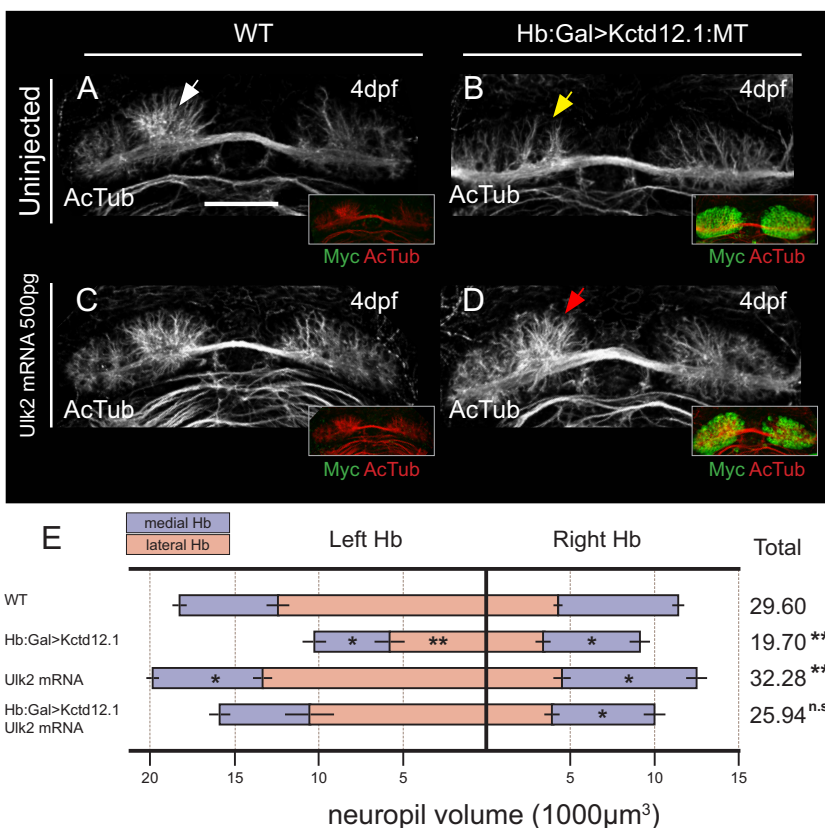 WT
Hb:Gal>Kctd12.1:MT
Uninjected
A
4dpf
AcTub
Myc AcTub
B
4dpf
AcTub
Myc AcTub
Ulk2 mRNA 500pg
C
4dpf
AcTub
Myc AcTub
D
4dpf
AcTub
Myc AcTub
E
medial Hb
lateral Hb
Left Hb
Right Hb
Total
WT
29.60
Hb:Gal>Kctd12.1
* ** *
19.70 **
Ulk2 mRNA
* *
32.28 **
Hb:Gal>Kctd12.1
Ulk2 mRNA
*
25.94 n.s
20 15 10 5 5 10 15
neuropil volume (1000µm³)